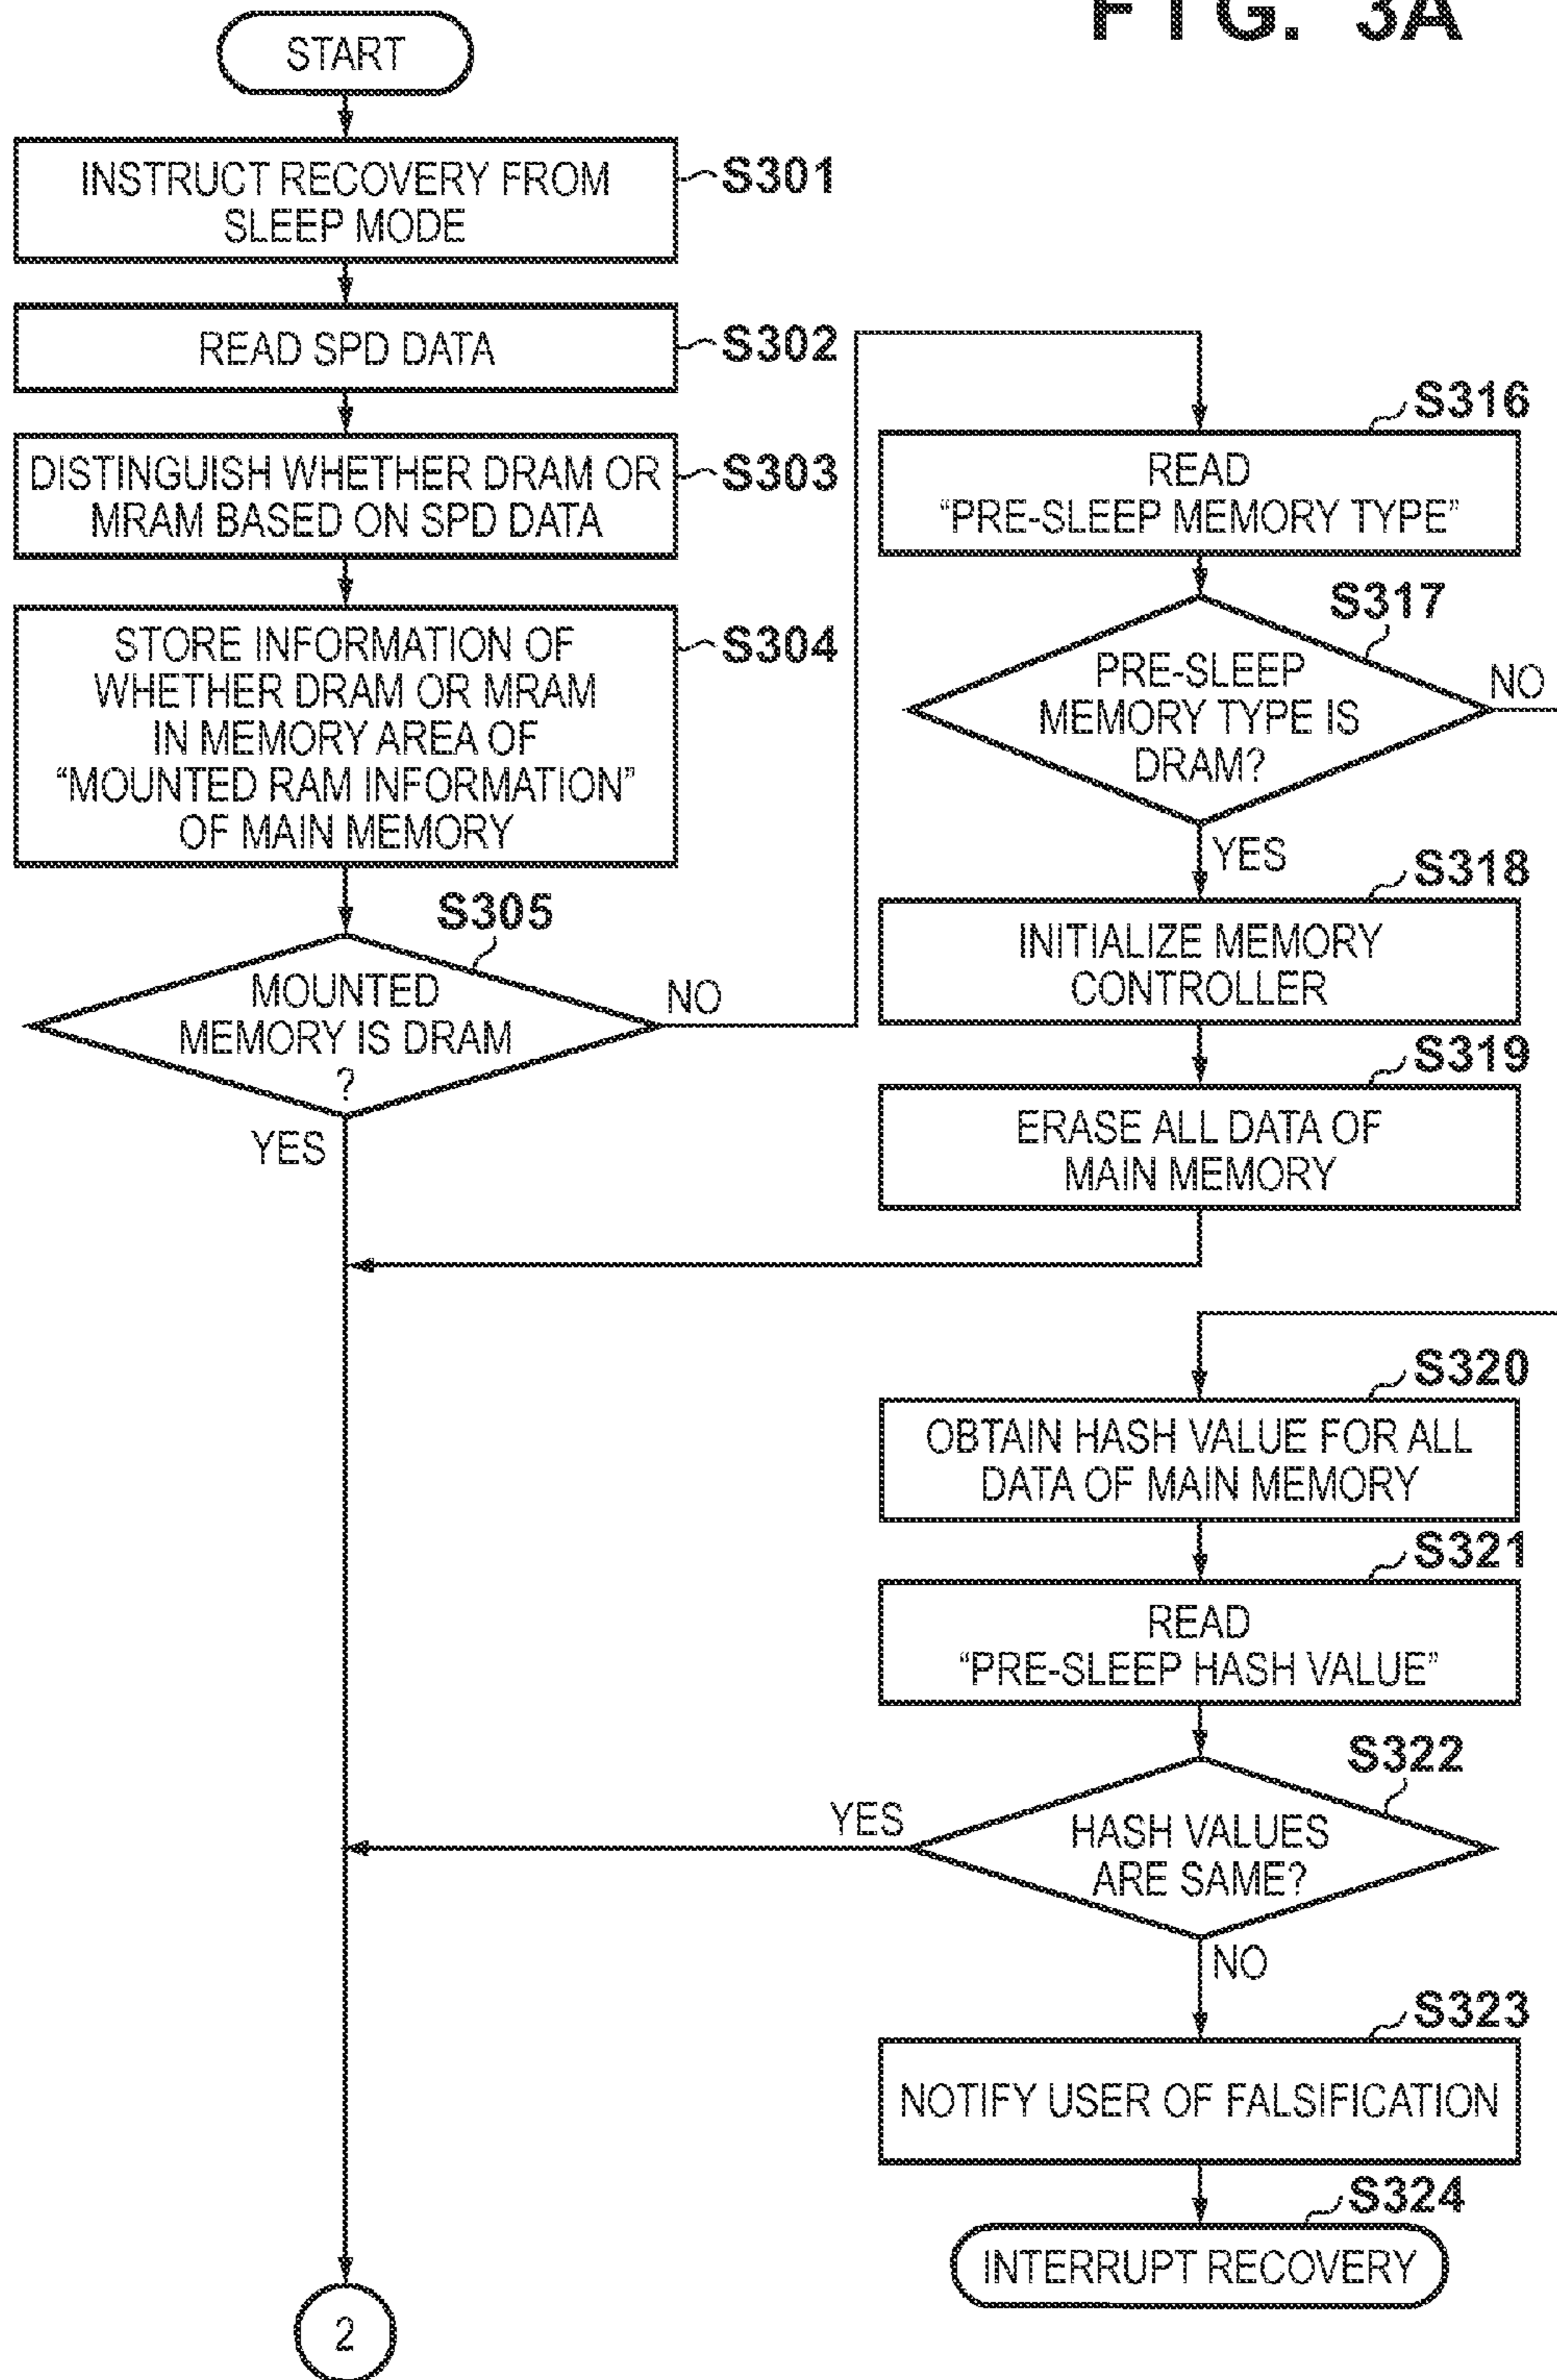 FIG. 3A
START
INSTRUCT RECOVERY FROM
SLEEP MODE
S301
READ SPD DATA
S302
DISTINGUISH WHETHER DRAM OR
MRAM BASED ON SPD DATA
S303
STORE INFORMATION OF
WHETHER DRAM OR MRAM
IN MEMORY AREA OF
“MOUNTED RAM INFORMATION”
OF MAIN MEMORY
S304
S305
MOUNTED
MEMORY IS DRAM
?
NO
YES
S316
READ
“PRE-SLEEP MEMORY TYPE”
S317
PRE-SLEEP
MEMORY TYPE IS
DRAM?
NO
YES
S318
INITIALIZE MEMORY
CONTROLLER
S319
ERASE ALL DATA OF
MAIN MEMORY
S320
OBTAIN HASH VALUE FOR ALL
DATA OF MAIN MEMORY
S321
READ
“PRE-SLEEP HASH VALUE”
S322
HASH VALUES
ARE SAME?
YES
NO
S323
NOTIFY USER OF FALSIFICATION
S324
INTERRUPT RECOVERY
2